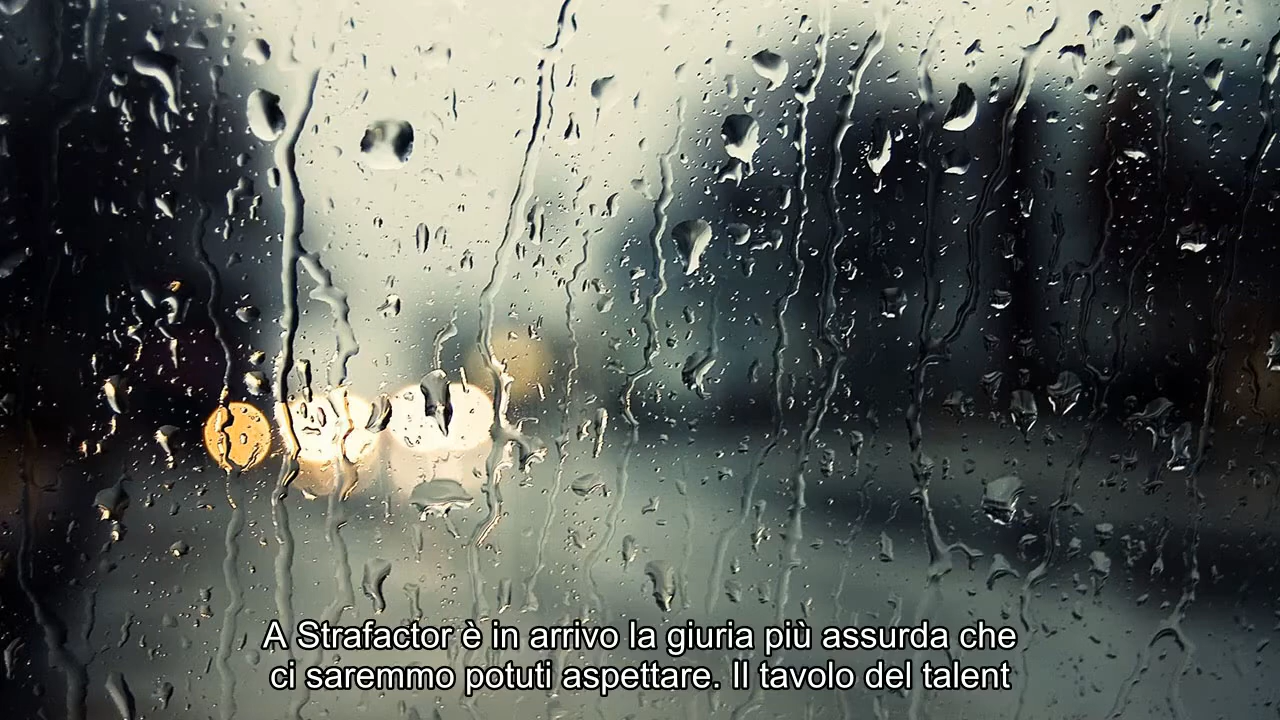 A Strafactor è in arrivo la giuria più assurda che
ci saremmo potuti aspettare. Il tavolo del talent